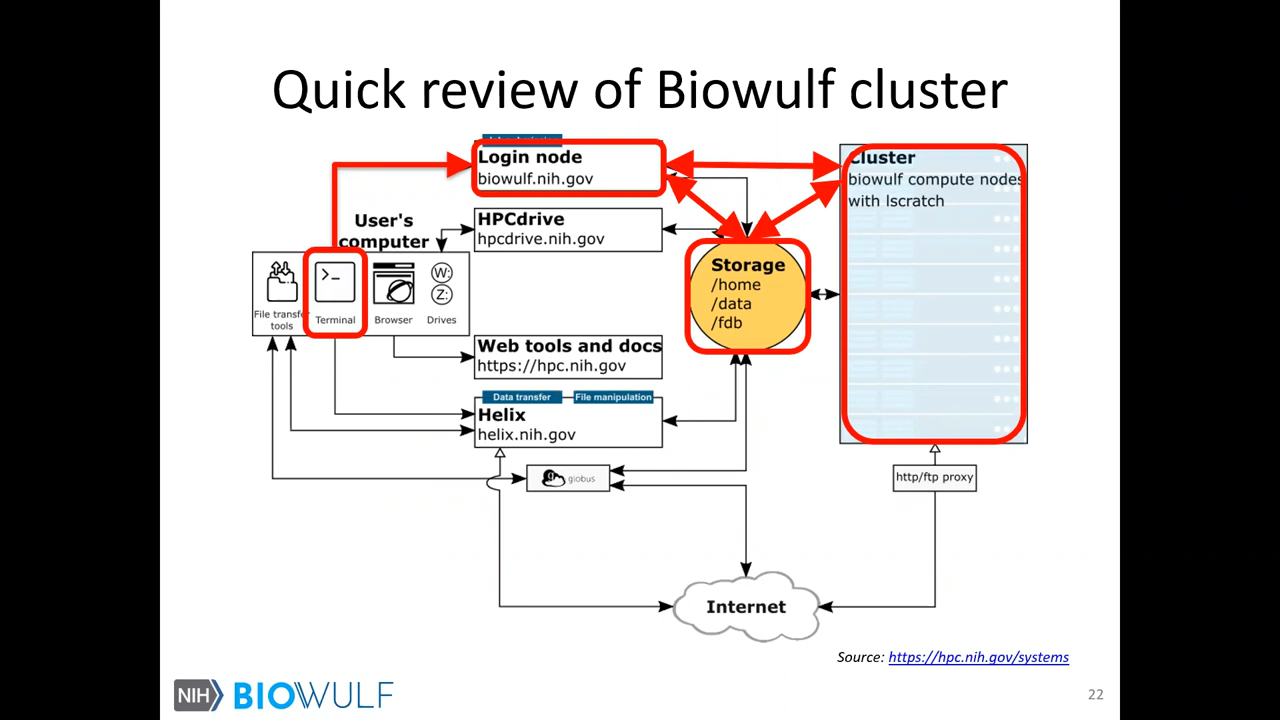 Quick review of Biowulf cluster
Login node
biowulf.nih.gov
Cluster
biowulf compute nodes
with lscratch
User's
computer
HPCdrive
hpcdrive.nih.gov
File transfer
tools
Terminal
Browser
W:
Z:
Drives
Storage
/home
/data
/fdb
Web tools and docs
https://hpc.nih.gov
Data transfer
File manipulation
Helix
helix.nih.gov
globus
http/ftp proxy
Internet
Source: https://hpc.nih.gov/systems
NIH BIOWULF
22